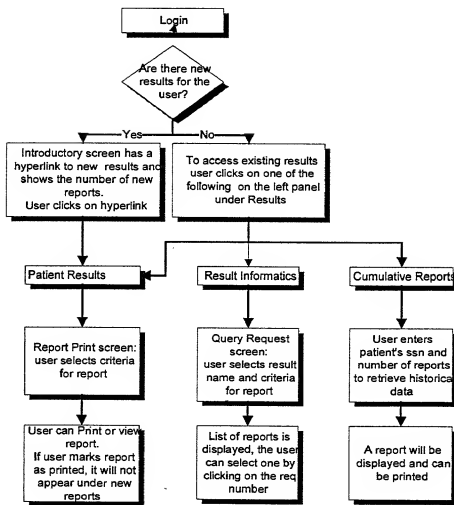 Login
Are there new
results for the
user?
Yes
No
Introductory screen has a
hyperlink to new results and
shows the number of new
reports.
User clicks on hyperlink
To access existing results
user clicks on one of the
following on the left panel
under Results
Patient Results
Result Informatics
Cumulative Reports
Report Print screen:
user selects criteria
for report
Query Request
screen:
user selects result
name and criteria
for report
User enters
patient's ssn and
number of reports
to retrieve historica
data
User can Print or view
report.
If user marks report
as printed, it will not
appear under new
reports
List of reports is
displayed, the user
can select one by
clicking on the req
number
A report will be
displayed and can
be printed